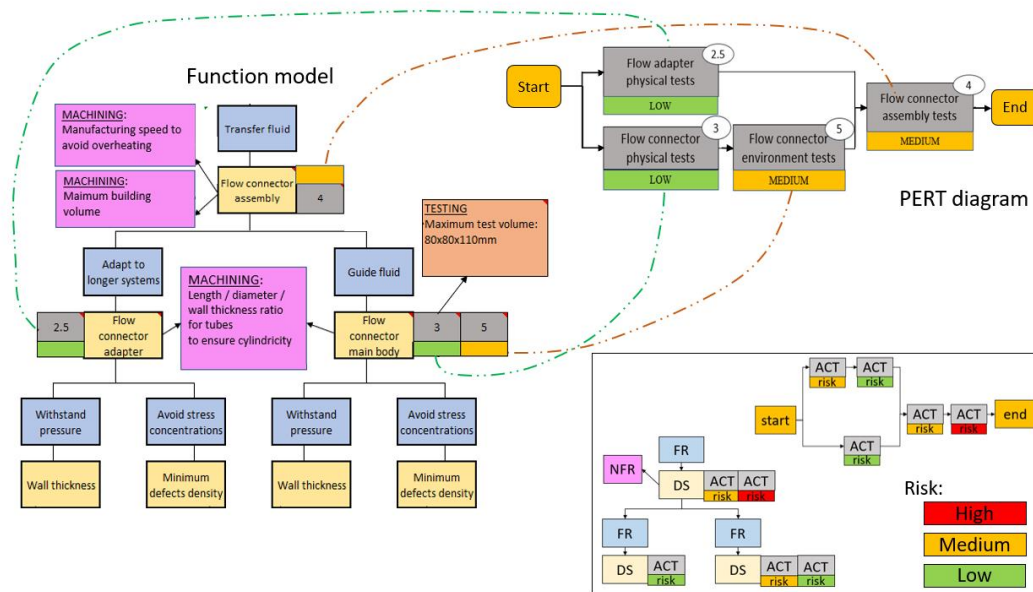 Function model
Transfer fluid
MACHINING:
Manufacturing speed to
avoid overheating
MACHINING:
Maimum building
volume
Flow connector
assembly
4
TESTING
Maximum test volume:
80x80x110mm
Adapt to
longer systems
Guide fluid
MACHINING:
Length / diameter /
wall thickness ratio
for tubes
to ensure cylindricity
2.5
Flow
connector
adapter
Flow
connector
main body
3
5
Withstand
pressure
Avoid stress
concentrations
Withstand
pressure
Avoid stress
concentrations
Wall thickness
Minimum
defects density
Wall thickness
Minimum
defects density
Start
Flow adapter
physical tests
2.5
LOW
Flow connector
physical tests
3
LOW
Flow connector
environment tests
5
MEDIUM
Flow connector
assembly tests
4
MEDIUM
End
PERT diagram
start
ACT
risk
ACT
risk
ACT
risk
ACT
risk
ACT
risk
end
FR
NFR
DS
ACT
risk
ACT
risk
FR
FR
DS
ACT
risk
DS
ACT
risk
ACT
risk
Risk:
High
Medium
Low